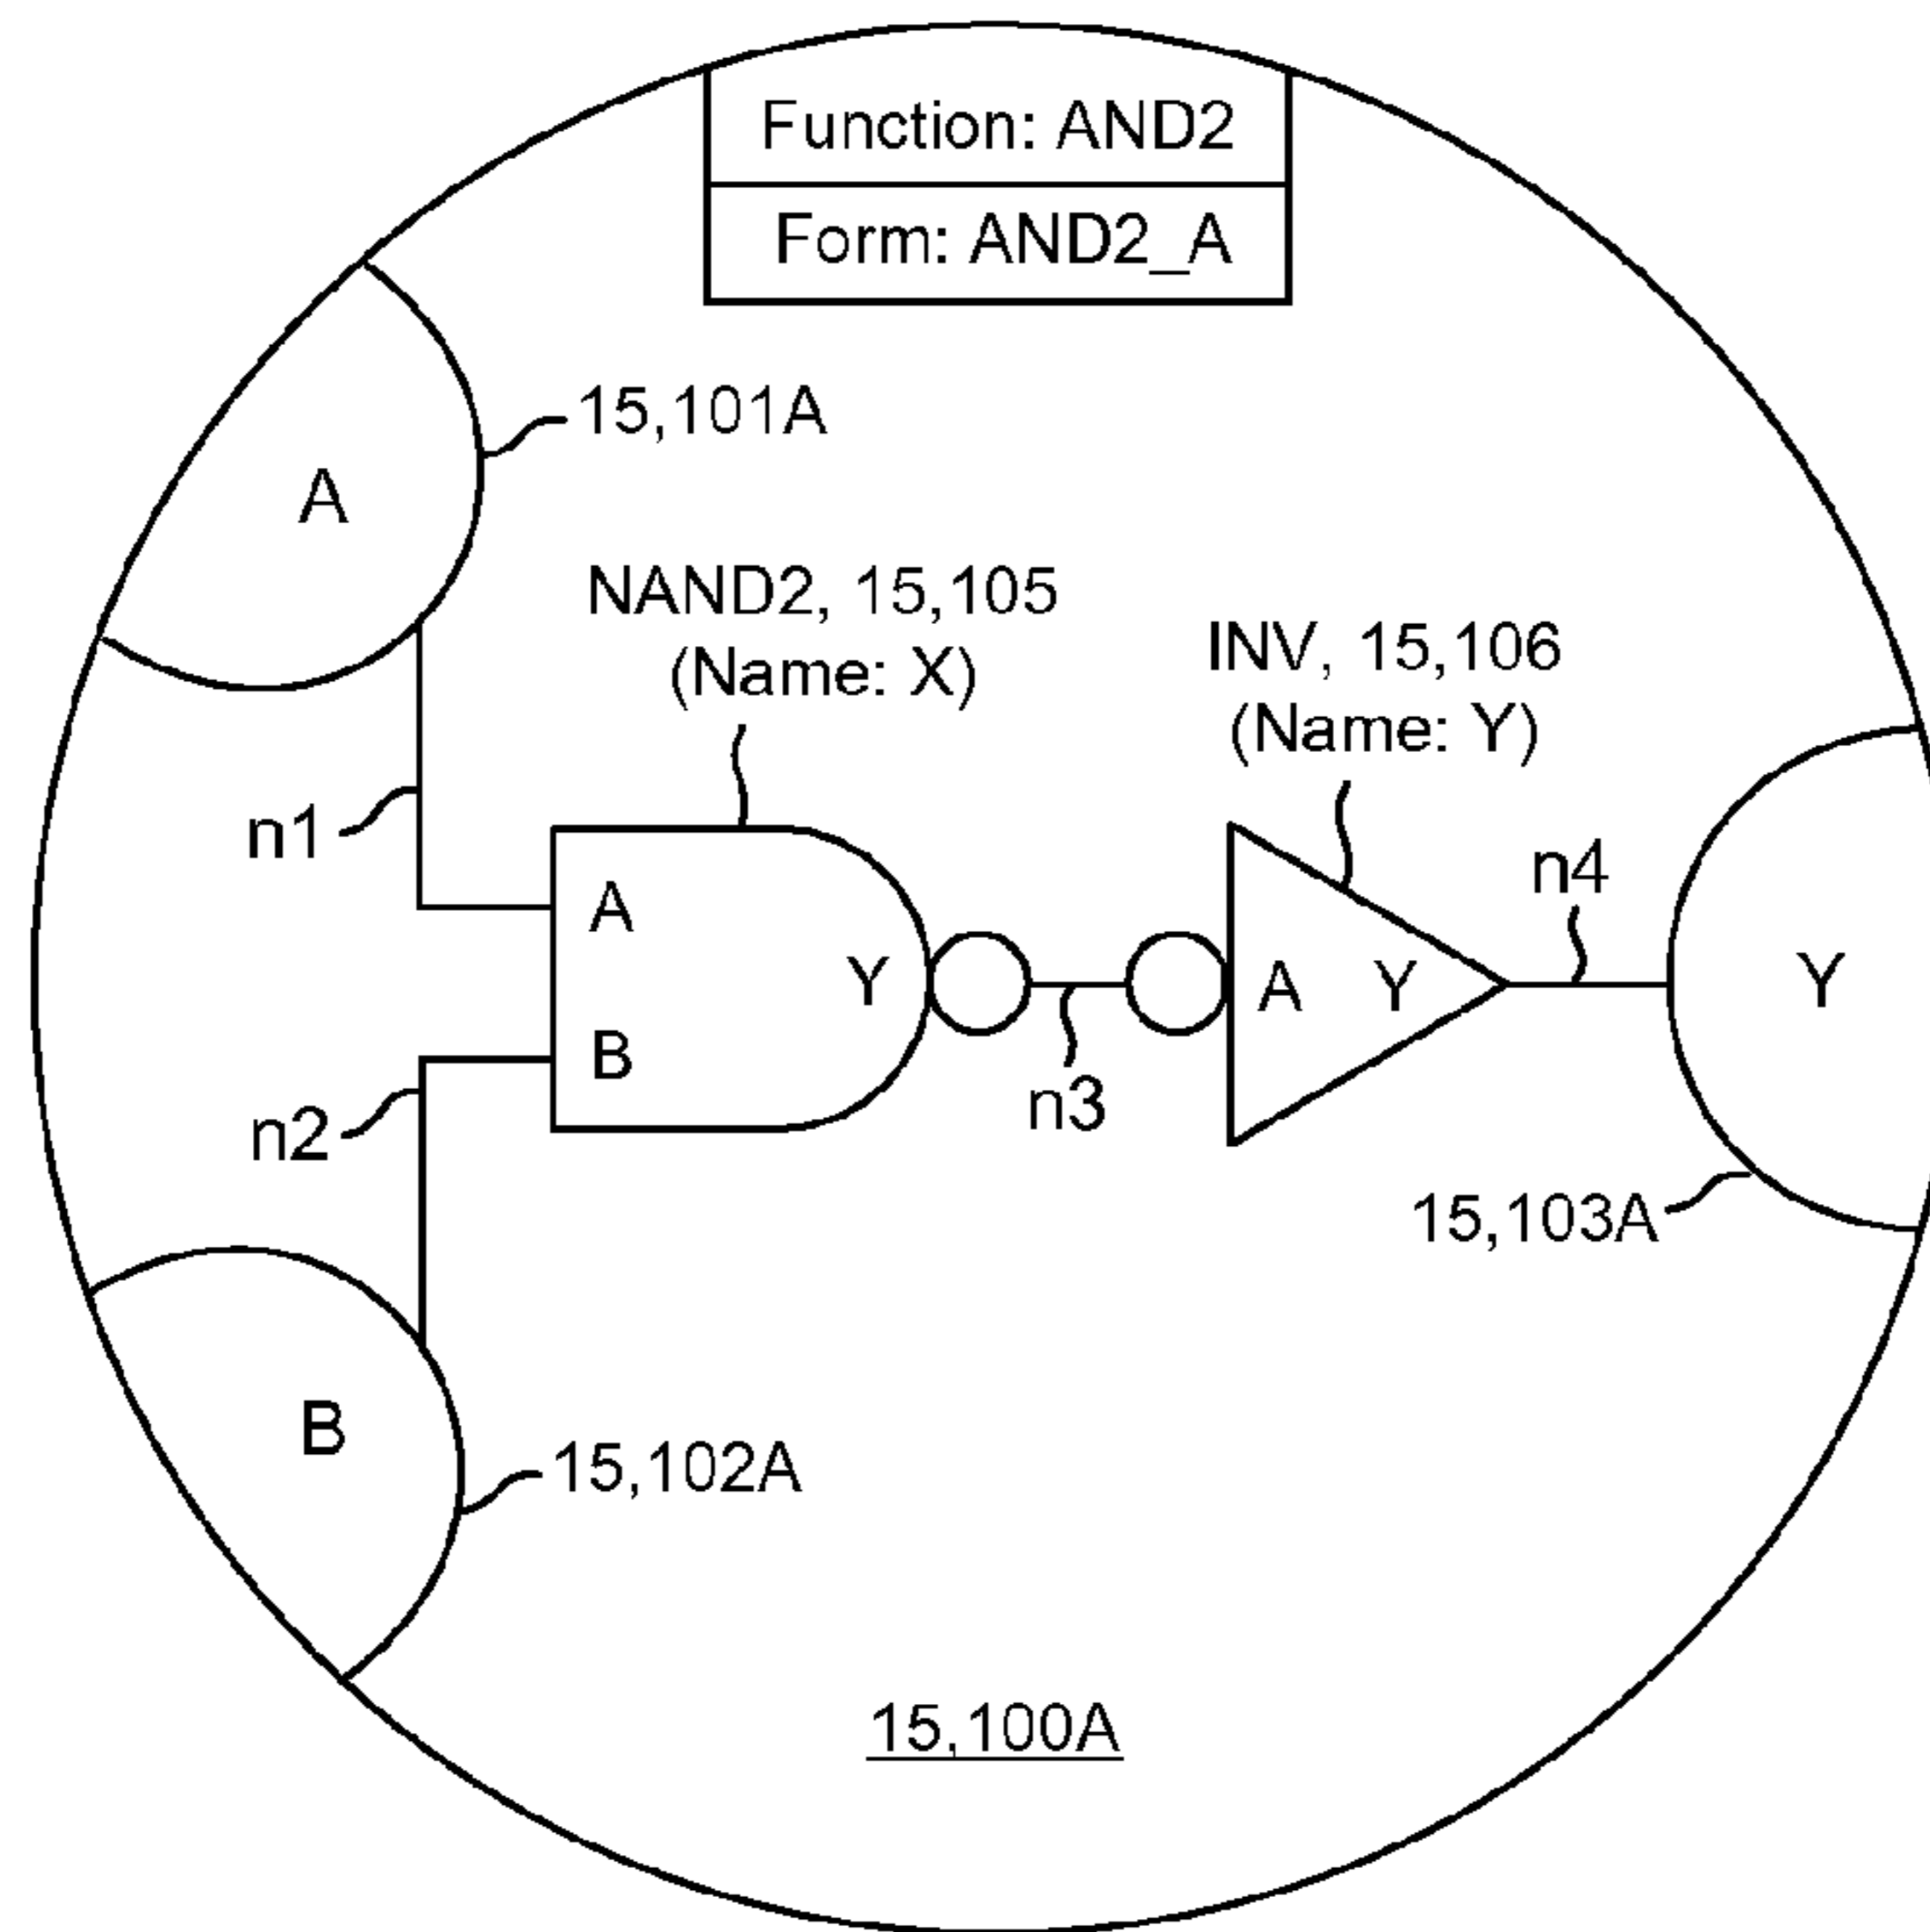 Function: AND2
Form: AND2_A
15,101A
A
NAND2, 15,105
(Name: X)
INV, 15,106
(Name: Y)
n1
n4
A
Y
A
Y
Y
B
n3
n2
15,103A
B
15,102A
15,100A